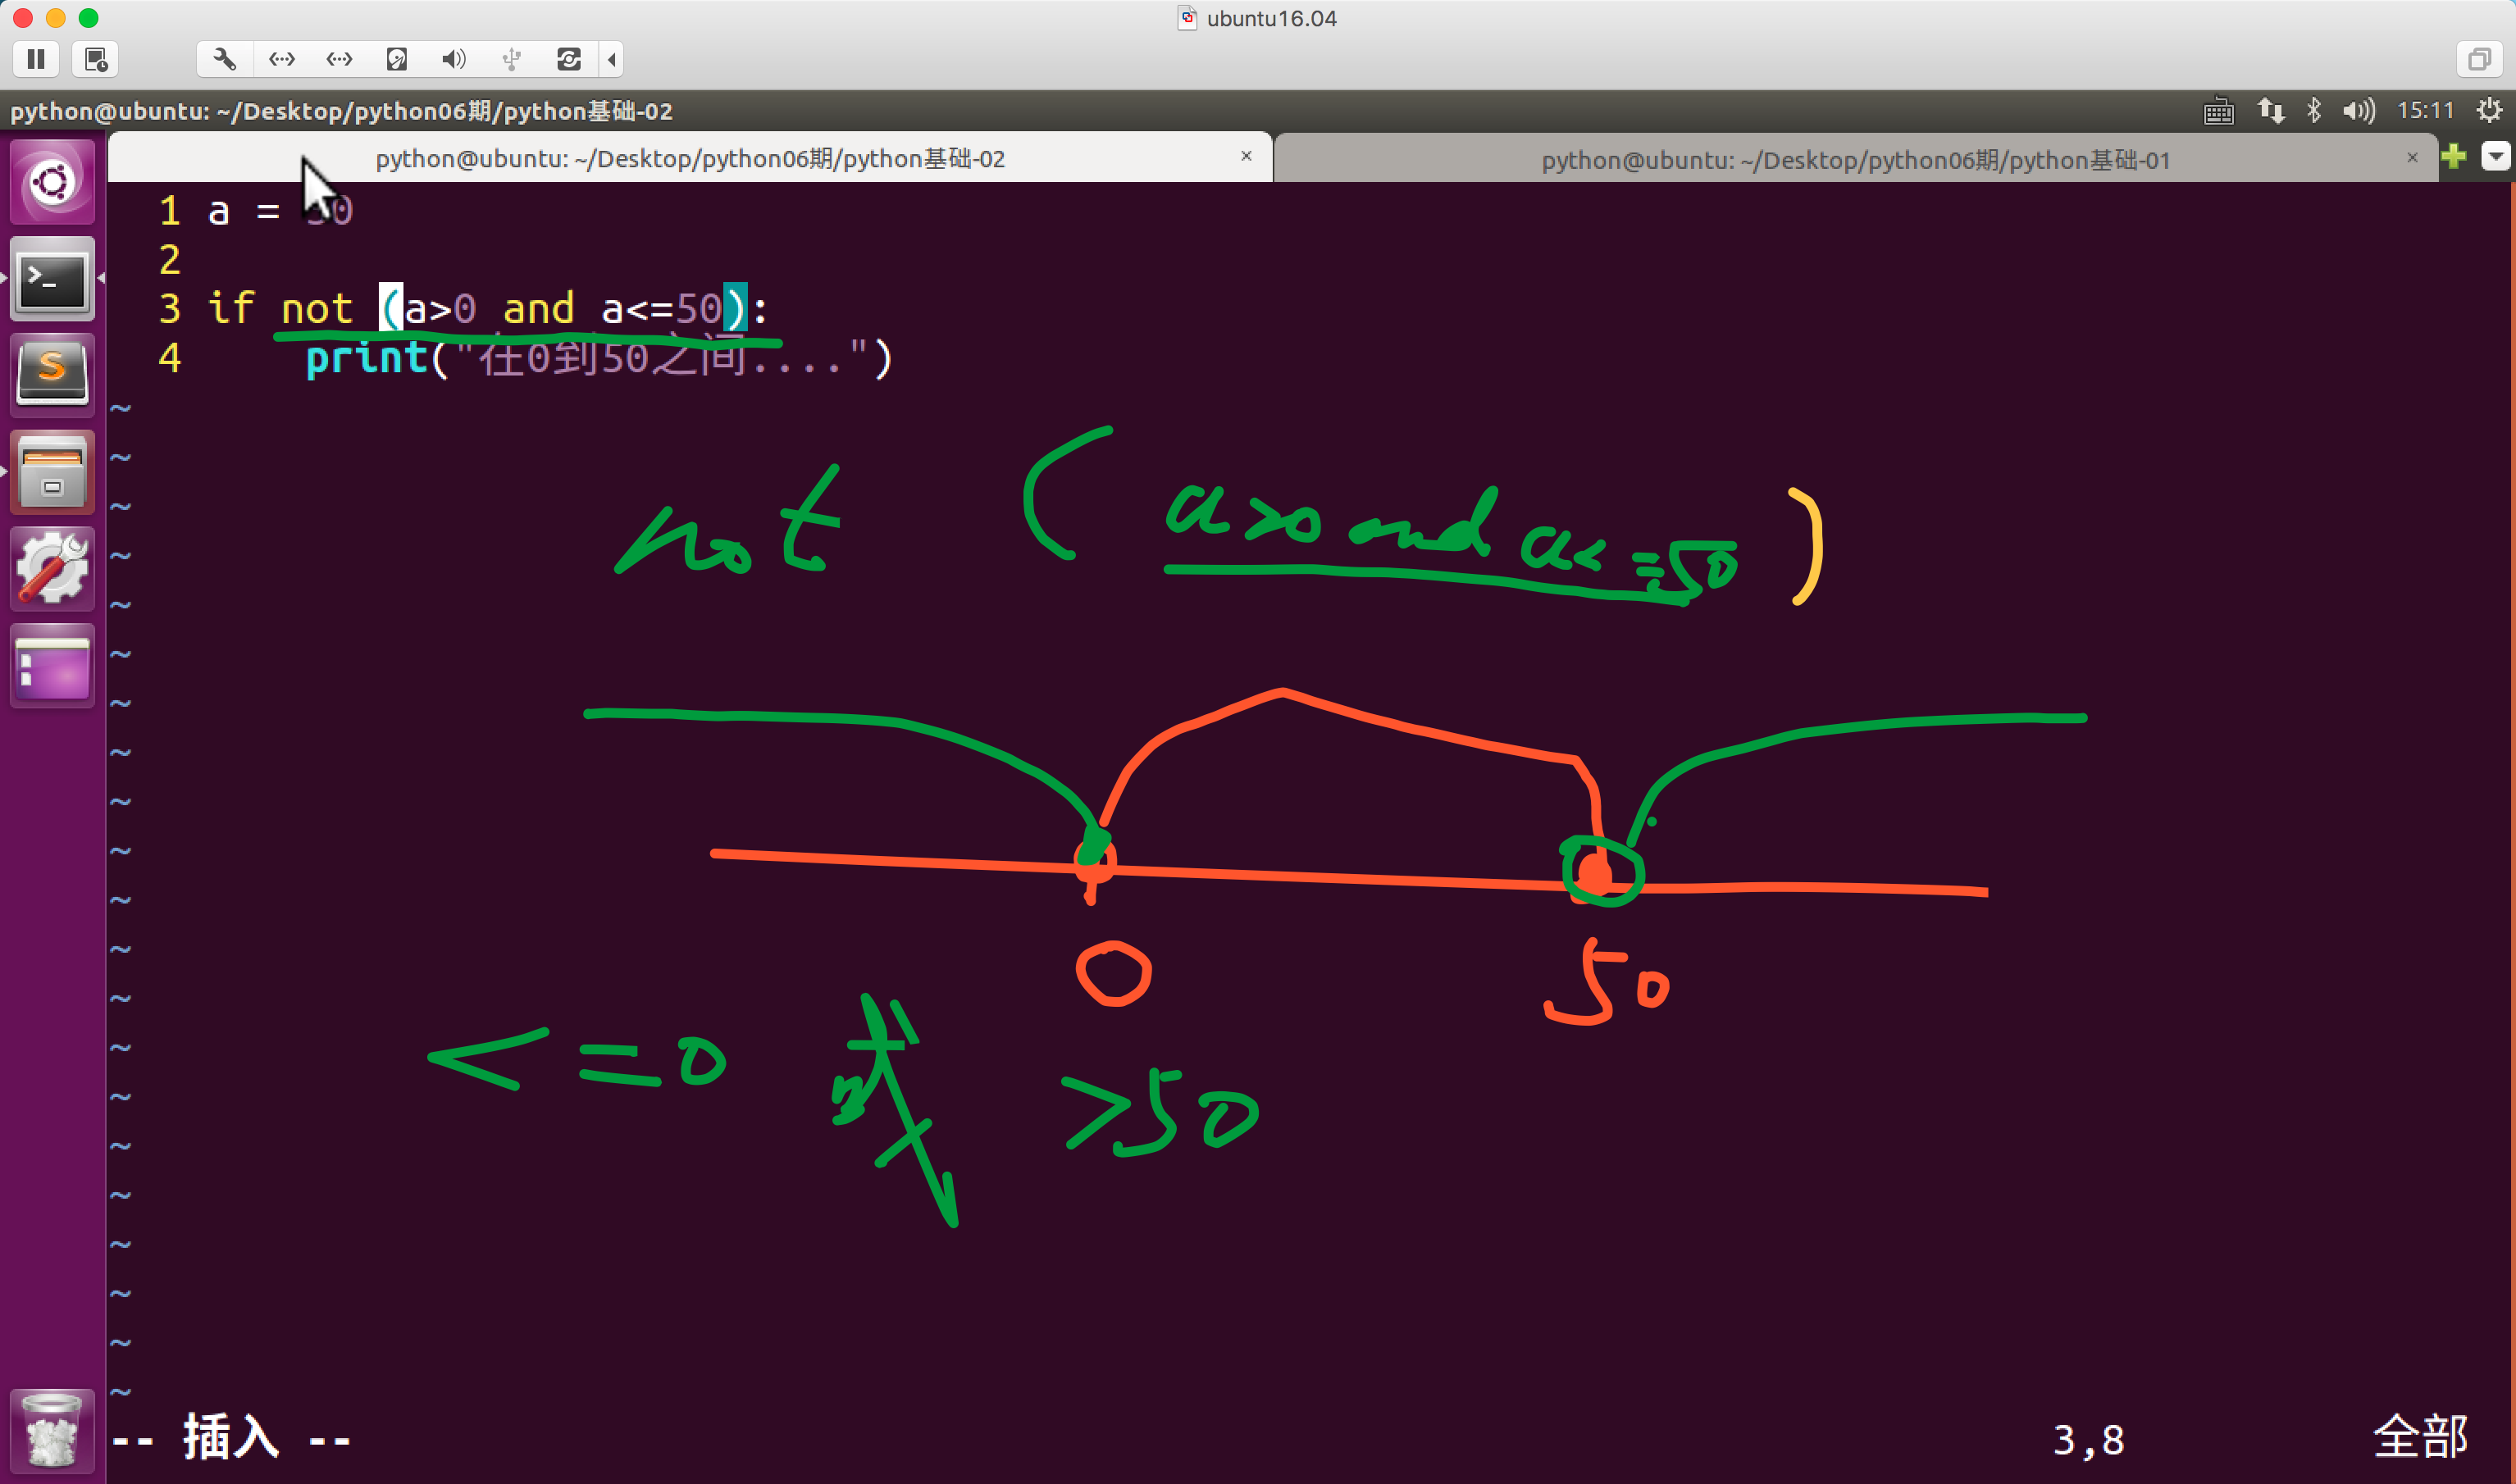 ubuntu16.04
python@ubuntu: ~/Desktop/python06期/python基础-02
15:11
python@ubuntu: ~/Desktop/python06期/python基础-02 ×
python@ubuntu: ~/Desktop/python06期/python基础-01 ×
1 a =
2
3 if not (a>0 and a<=50):
4 print("在0到50之间....")
~
~
not (a>0 and a<=50)
~
~
~
~
~
~
~
~
~
~
~
0 50
~
<=0 或 >50
~
~
~
~
~
~
~
~
-- 插入 -- 3,8 全部